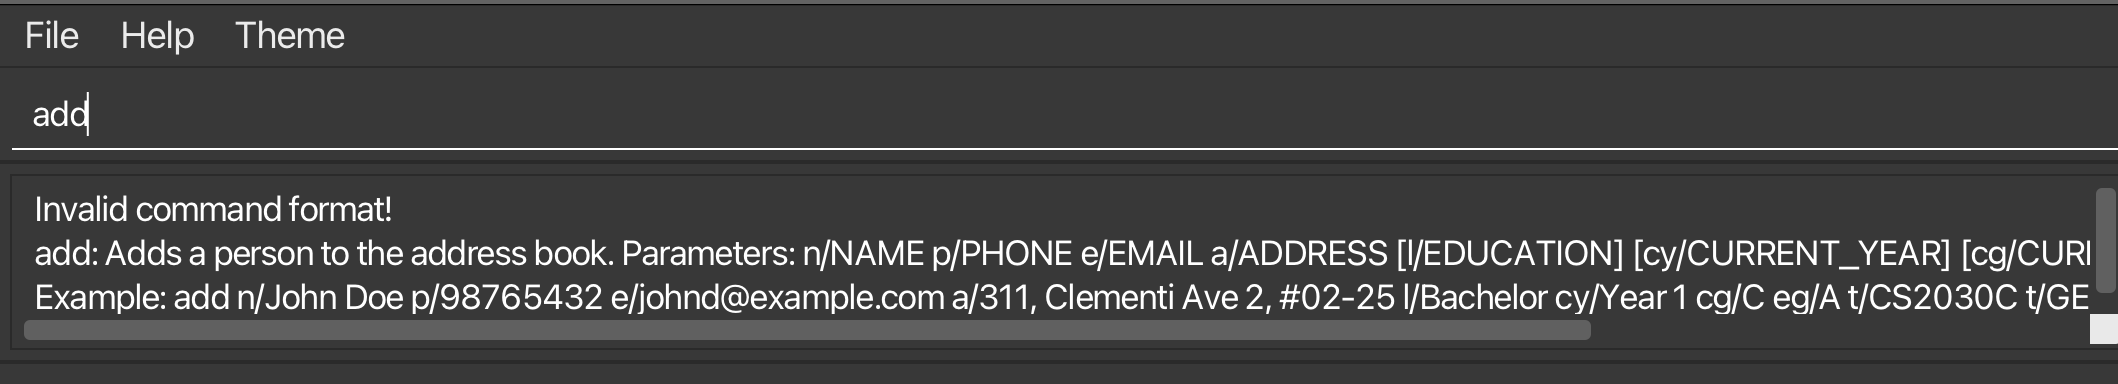 File Help Theme
add
Invalid command format!
add: Adds a person to the address book. Parameters: n/NAME p/PHONE e/EMAIL a/ADDRESS [l/EDUCATION] [cy/CURRENT_YEAR] [cg/CURI
Example: add n/John Doe p/98765432 e/johnd@example.com a/311, Clementi Ave 2, #02-25 l/Bachelor cy/Year 1 cg/C eg/A t/CS2030C t/GE